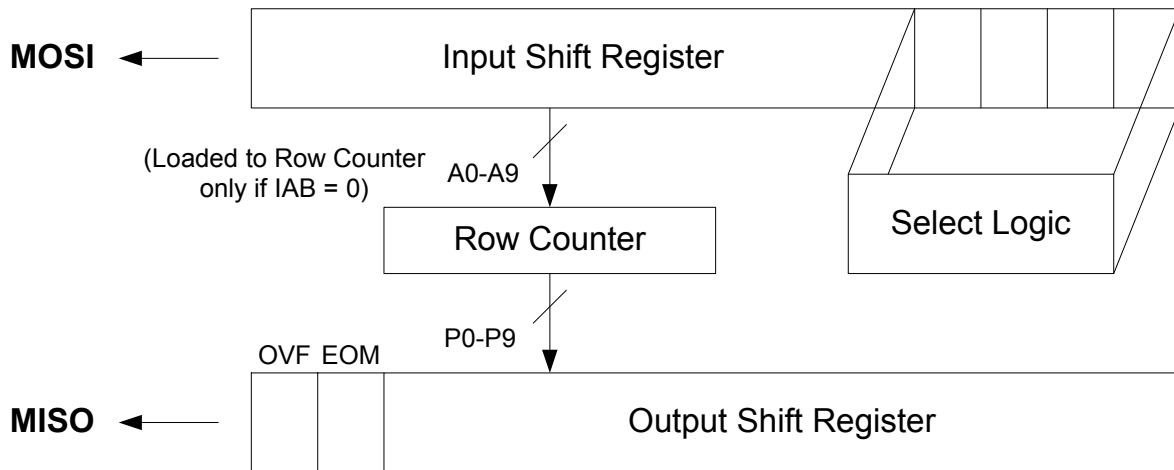 MOSI
Input Shift Register
(Loaded to Row Counter
only if IAB = 0)
A0-A9
Row Counter
Select Logic
P0-P9
OVF EOM
MISO
Output Shift Register